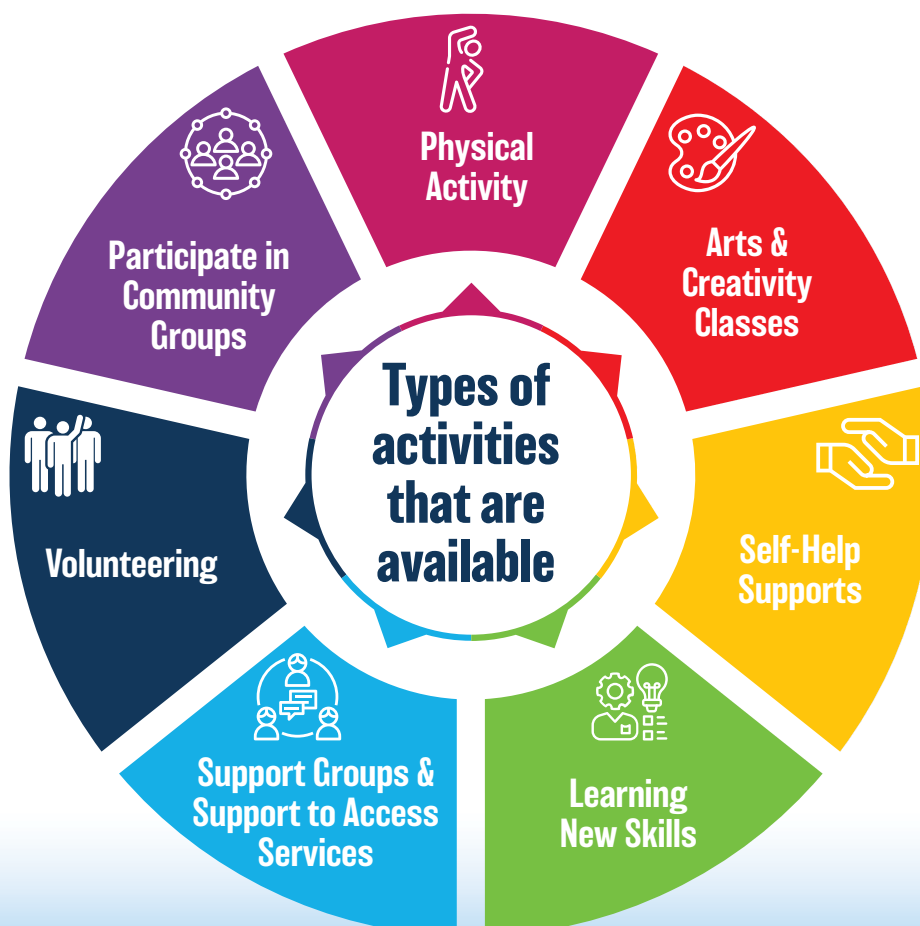 Types of
activities
that are
available
Physical
Activity
Arts &
Creativity
Classes
Self-Help
Supports
Learning
New Skills
Support Groups &
Support to Access
Services
Volunteering
Participate in
Community
Groups